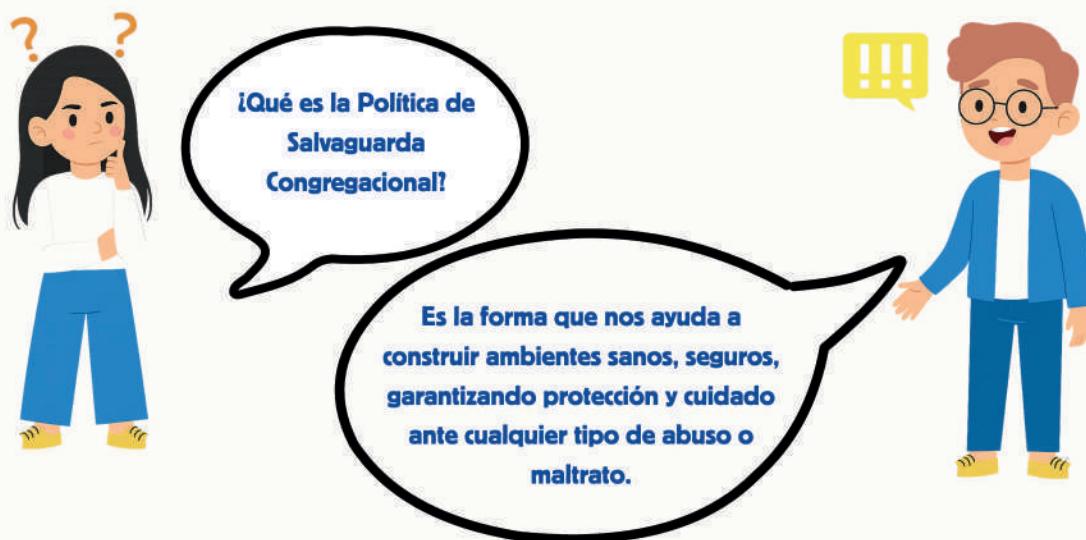 ? ?
!!!
¿Qué es la Política de
Salvaguarda
Congregacional?
Es la forma que nos ayuda a
construir ambientes sanos, seguros,
garantizando protección y cuidado
ante cualquier tipo de abuso o
maltrato.